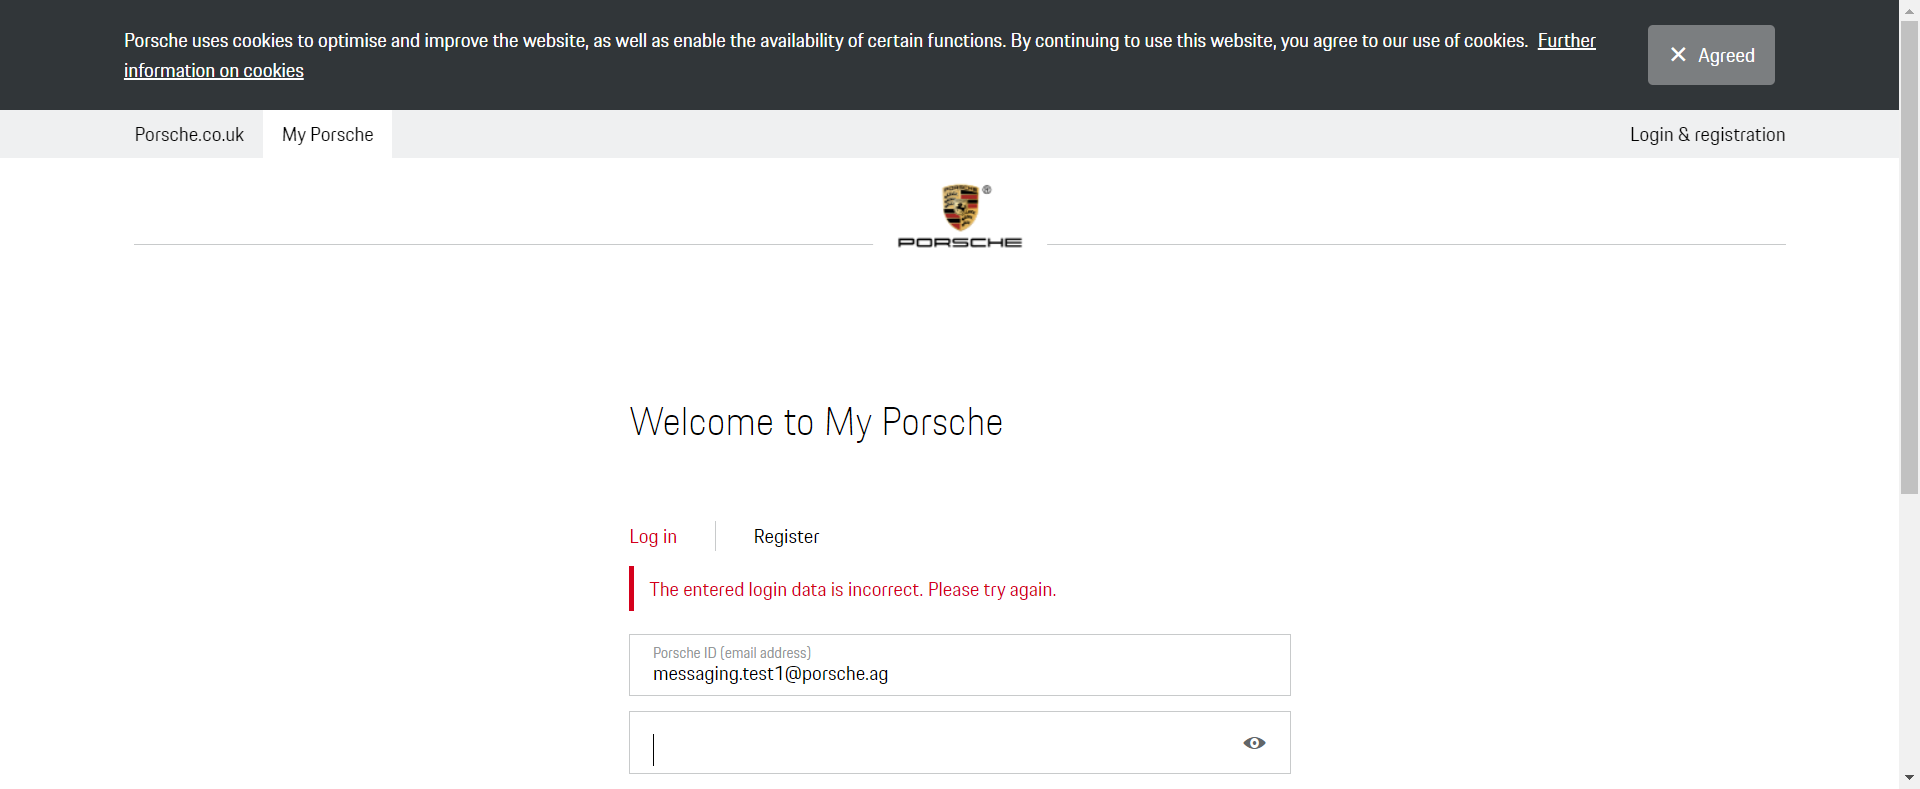 Porsche uses cookies to optimise and improve the website, as well as enable the availability of certain functions. By continuing to use this website, you agree to our use of cookies. Further
information on cookies
Agreed
Porsche.co.uk
My Porsche
Login & registration
PORSCHE
Welcome to My Porsche
Log in
Register
The entered login data is incorrect. Please try again.
Porsche ID (email address)
messaging.test1@porsche.ag